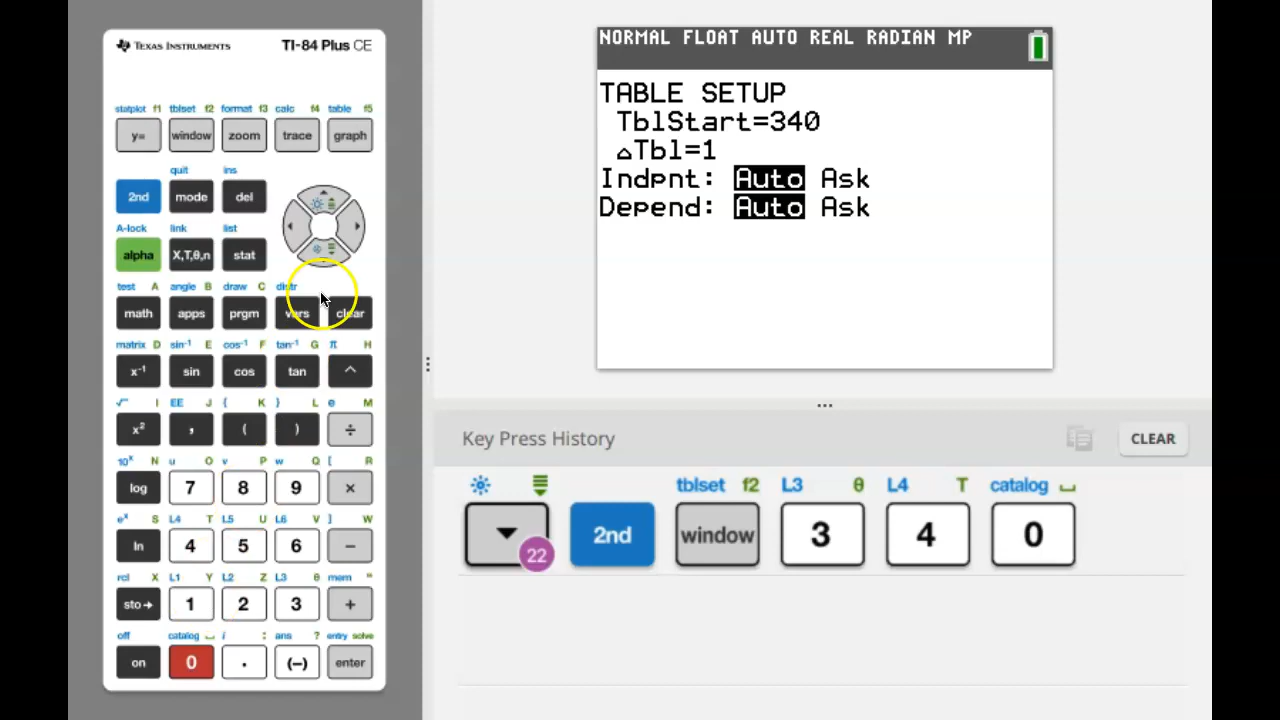 TEXAS INSTRUMENTS TI-84 Plus CE
statplot f1 tblset f2 format f3 calc f4 table f5
y= window zoom trace graph
quit ins
2nd mode del
A-lock link list
alpha X,T,θ,n stat
test A angle B draw C distr
math apps prgm vars clear
matrix D sin⁻¹ E cos⁻¹ F tan⁻¹ G π H
x⁻¹ sin cos tan ^
√‾ I EE J { K } L e M
x² , ( ) ÷
10ˣ N u O v P w Q [ R
log 7 8 9 ×
eˣ S L4 T L5 U L6 V ] W
ln 4 5 6 −
rcl X L1 Y L2 Z L3 θ mem "
sto→ 1 2 3 +
off catalog ⎵ i : ans ? entry solve
on 0 . (−) enter
NORMAL FLOAT AUTO REAL RADIAN MP
TABLE SETUP
TblStart=340
△Tbl=1
Indpnt: Auto Ask
Depend: Auto Ask
Key Press History
CLEAR
tblset f2 L3 θ L4 T catalog ⎵
22 2nd window 3 4 0